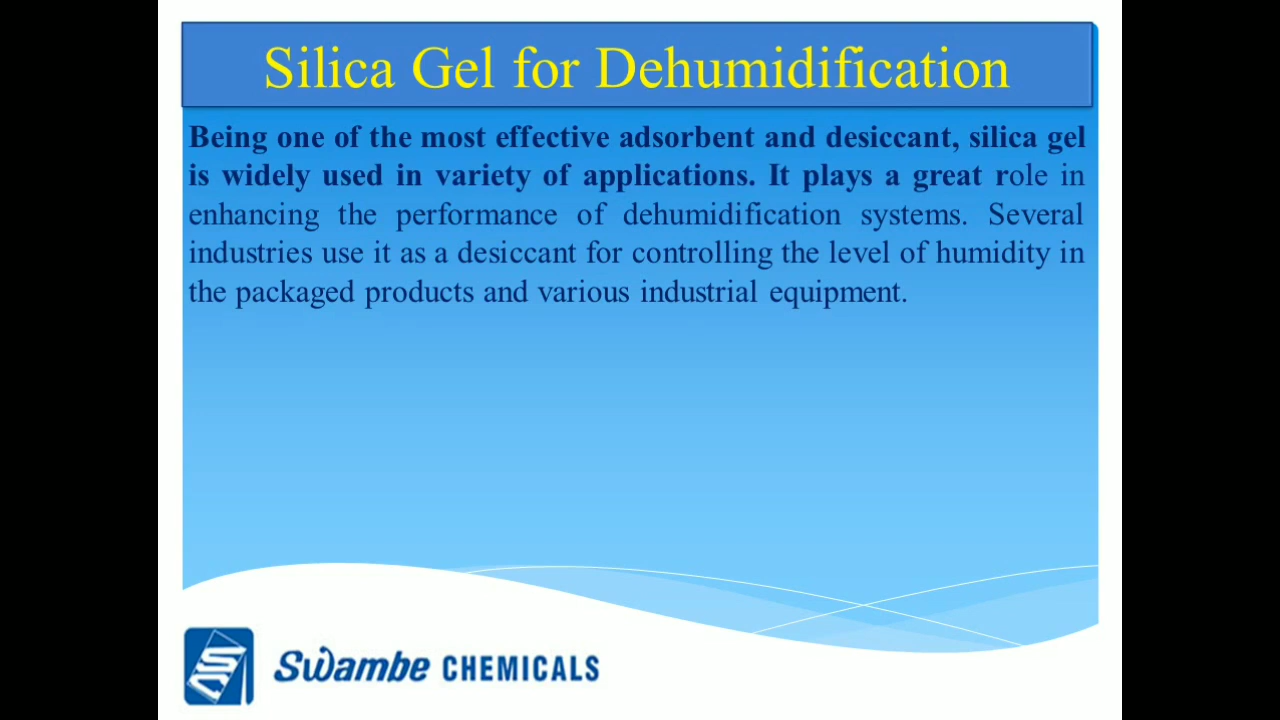 Silica Gel for Dehumidification
Being one of the most effective adsorbent and desiccant, silica gel
is widely used in variety of applications. It plays a great role in
enhancing the performance of dehumidification systems. Several
industries use it as a desiccant for controlling the level of humidity in
the packaged products and various industrial equipment.
Swambe CHEMICALS